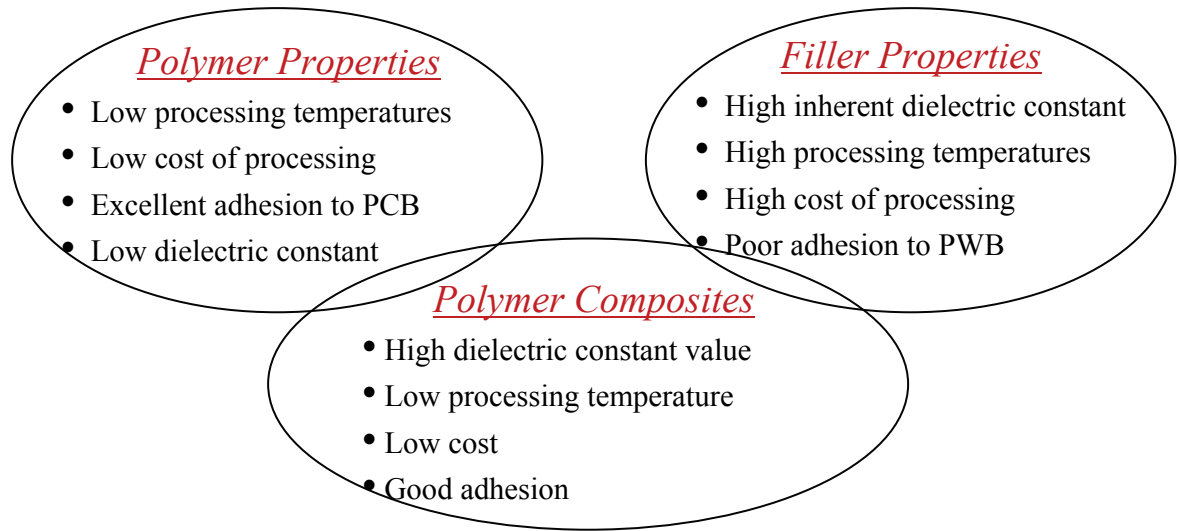 Polymer Properties
• Low processing temperatures
• Low cost of processing
• Excellent adhesion to PCB
• Low dielectric constant
Filler Properties
• High inherent dielectric constant
• High processing temperatures
• High cost of processing
• Poor adhesion to PWB
Polymer Composites
• High dielectric constant value
• Low processing temperature
• Low cost
• Good adhesion